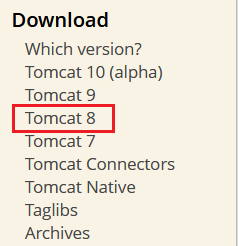 Download
Which version?
Tomcat 10 (alpha)
Tomcat 9
Tomcat 8
Tomcat 7
Tomcat Connectors
Tomcat Native
Taglibs
Archives